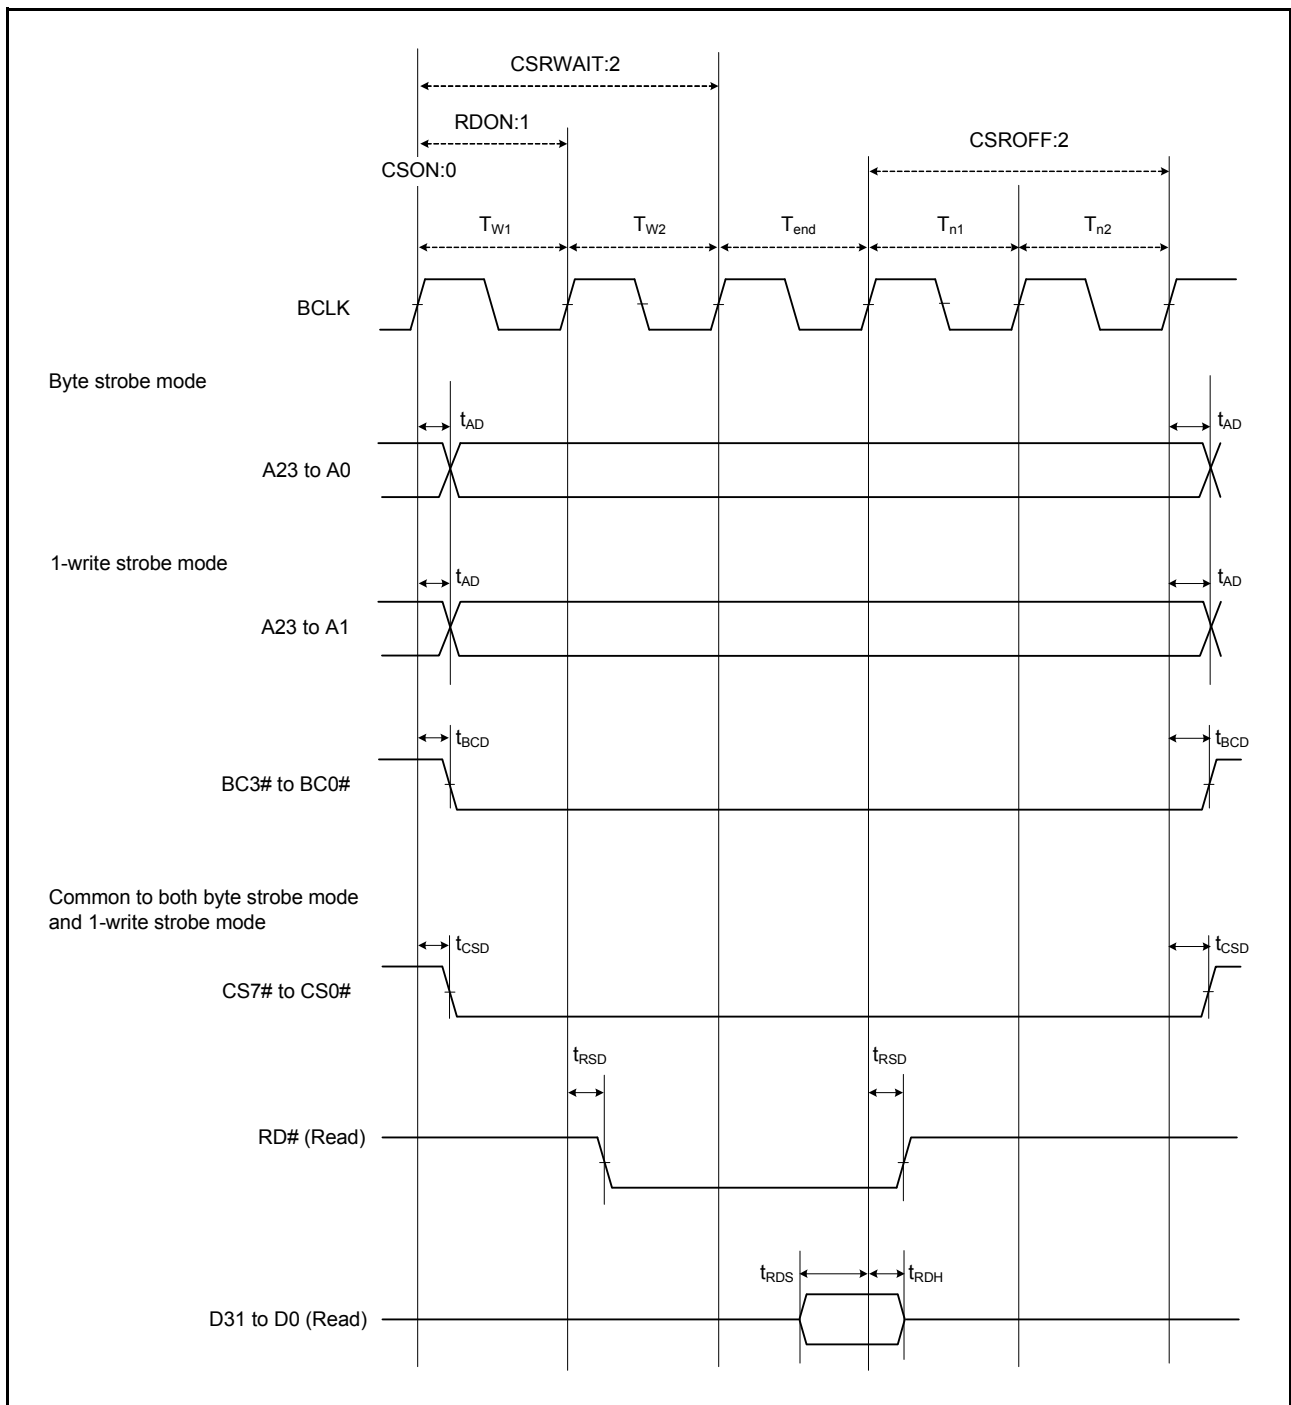 CSRWAIT:2
RDON:1
CSROFF:2
CSON:0
TW1
TW2
Tend
Tn1
Tn2
BCLK
Byte strobe mode
tAD
tAD
A23 to A0
1-write strobe mode
tAD
tAD
A23 to A1
tBCD
tBCD
BC3# to BC0#
Common to both byte strobe mode
and 1-write strobe mode
tCSD
tCSD
CS7# to CS0#
tRSD
tRSD
RD# (Read)
tRDS
tRDH
D31 to D0 (Read)